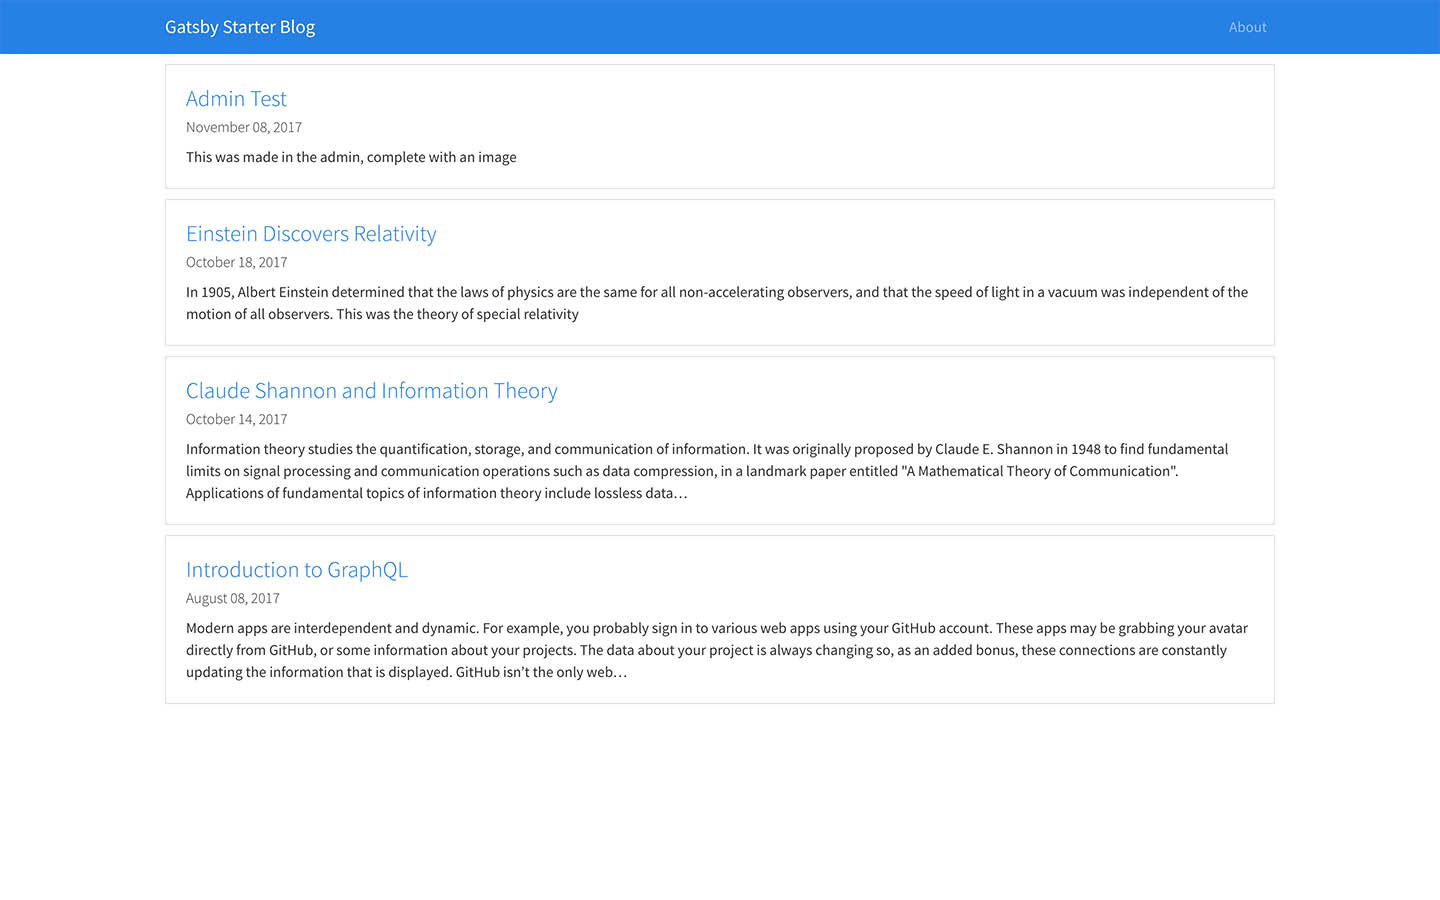 Gatsby Starter Blog
About
Admin Test
November 08, 2017
This was made in the admin, complete with an image
Einstein Discovers Relativity
October 18, 2017
In 1905, Albert Einstein determined that the laws of physics are the same for all non-accelerating observers, and that the speed of light in a vacuum was independent of the
motion of all observers. This was the theory of special relativity
Claude Shannon and Information Theory
October 14, 2017
Information theory studies the quantification, storage, and communication of information. It was originally proposed by Claude E. Shannon in 1948 to find fundamental
limits on signal processing and communication operations such as data compression, in a landmark paper entitled "A Mathematical Theory of Communication".
Applications of fundamental topics of information theory include lossless data…
Introduction to GraphQL
August 08, 2017
Modern apps are interdependent and dynamic. For example, you probably sign in to various web apps using your GitHub account. These apps may be grabbing your avatar
directly from GitHub, or some information about your projects. The data about your project is always changing so, as an added bonus, these connections are constantly
updating the information that is displayed. GitHub isn’t the only web…